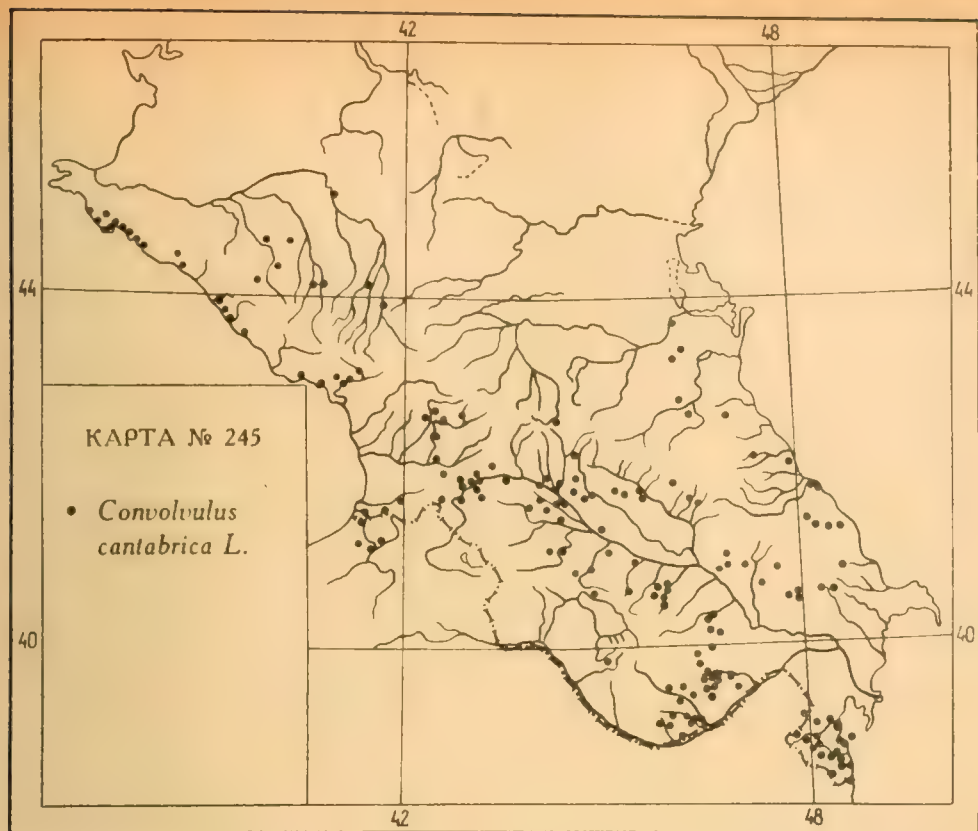 42 48
44 44
КАРТА № 245
• Convolvulus
cantabrica L.
40 40
42 48